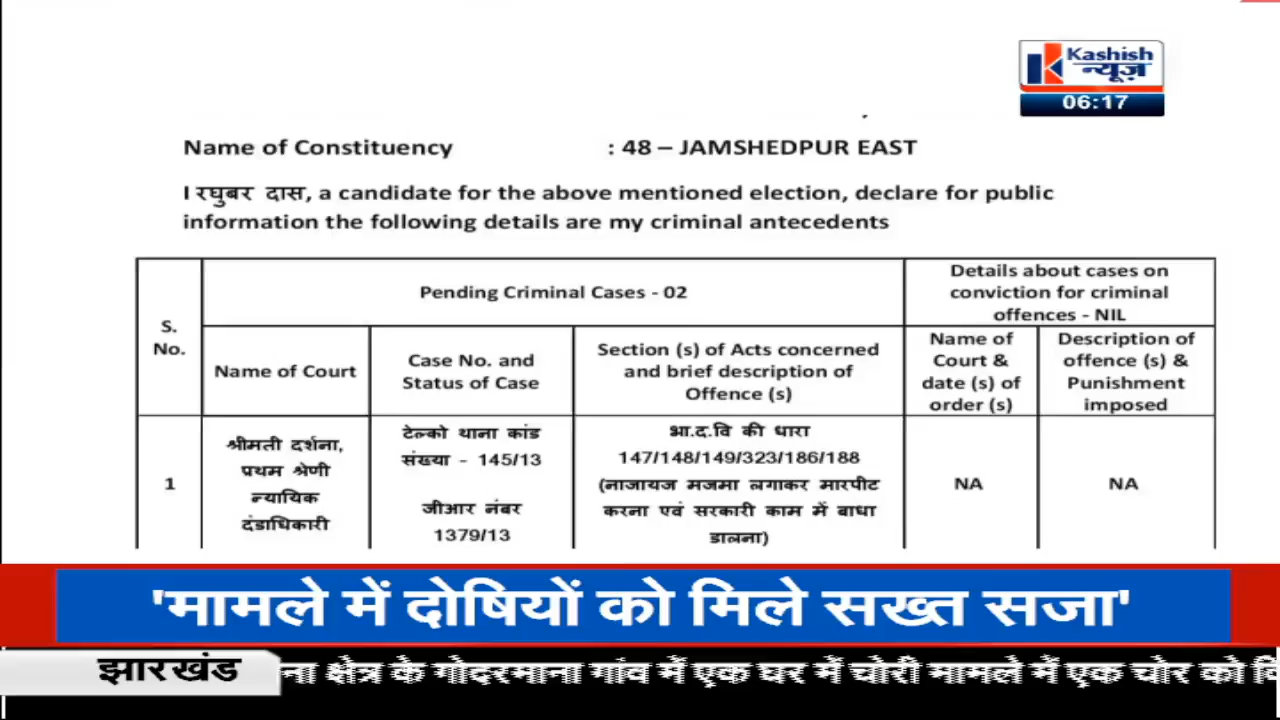 Kashish
न्यूज़
06:17
Name of Constituency : 48 – JAMSHEDPUR EAST
I रघुबर दास, a candidate for the above mentioned election, declare for public
information the following details are my criminal antecedents
S. No.
Pending Criminal Cases - 02
Details about cases on
conviction for criminal
offences - NIL
Name of Court
Case No. and
Status of Case
Section (s) of Acts concerned
and brief description of
Offence (s)
Name of
Court &
date (s) of
order (s)
Description of
offence (s) &
Punishment
imposed
1
श्रीमती दर्शना,
प्रथम श्रेणी
न्यायिक
दंडाधिकारी
टेल्को थाना कांड
संख्या - 145/13
जीआर नंबर
1379/13
भा.द.वि की धारा
147/148/149/323/186/188
(नाजायज मजमा लगाकर मारपीट
करना एवं सरकारी काम में बाधा
डालना)
NA
NA
'मामले में दोषियों को मिले सख्त सजा'
झारखंड
क्षेत्र के गोदरमाना गांव में एक घर में चोरी मामले में एक चोर को